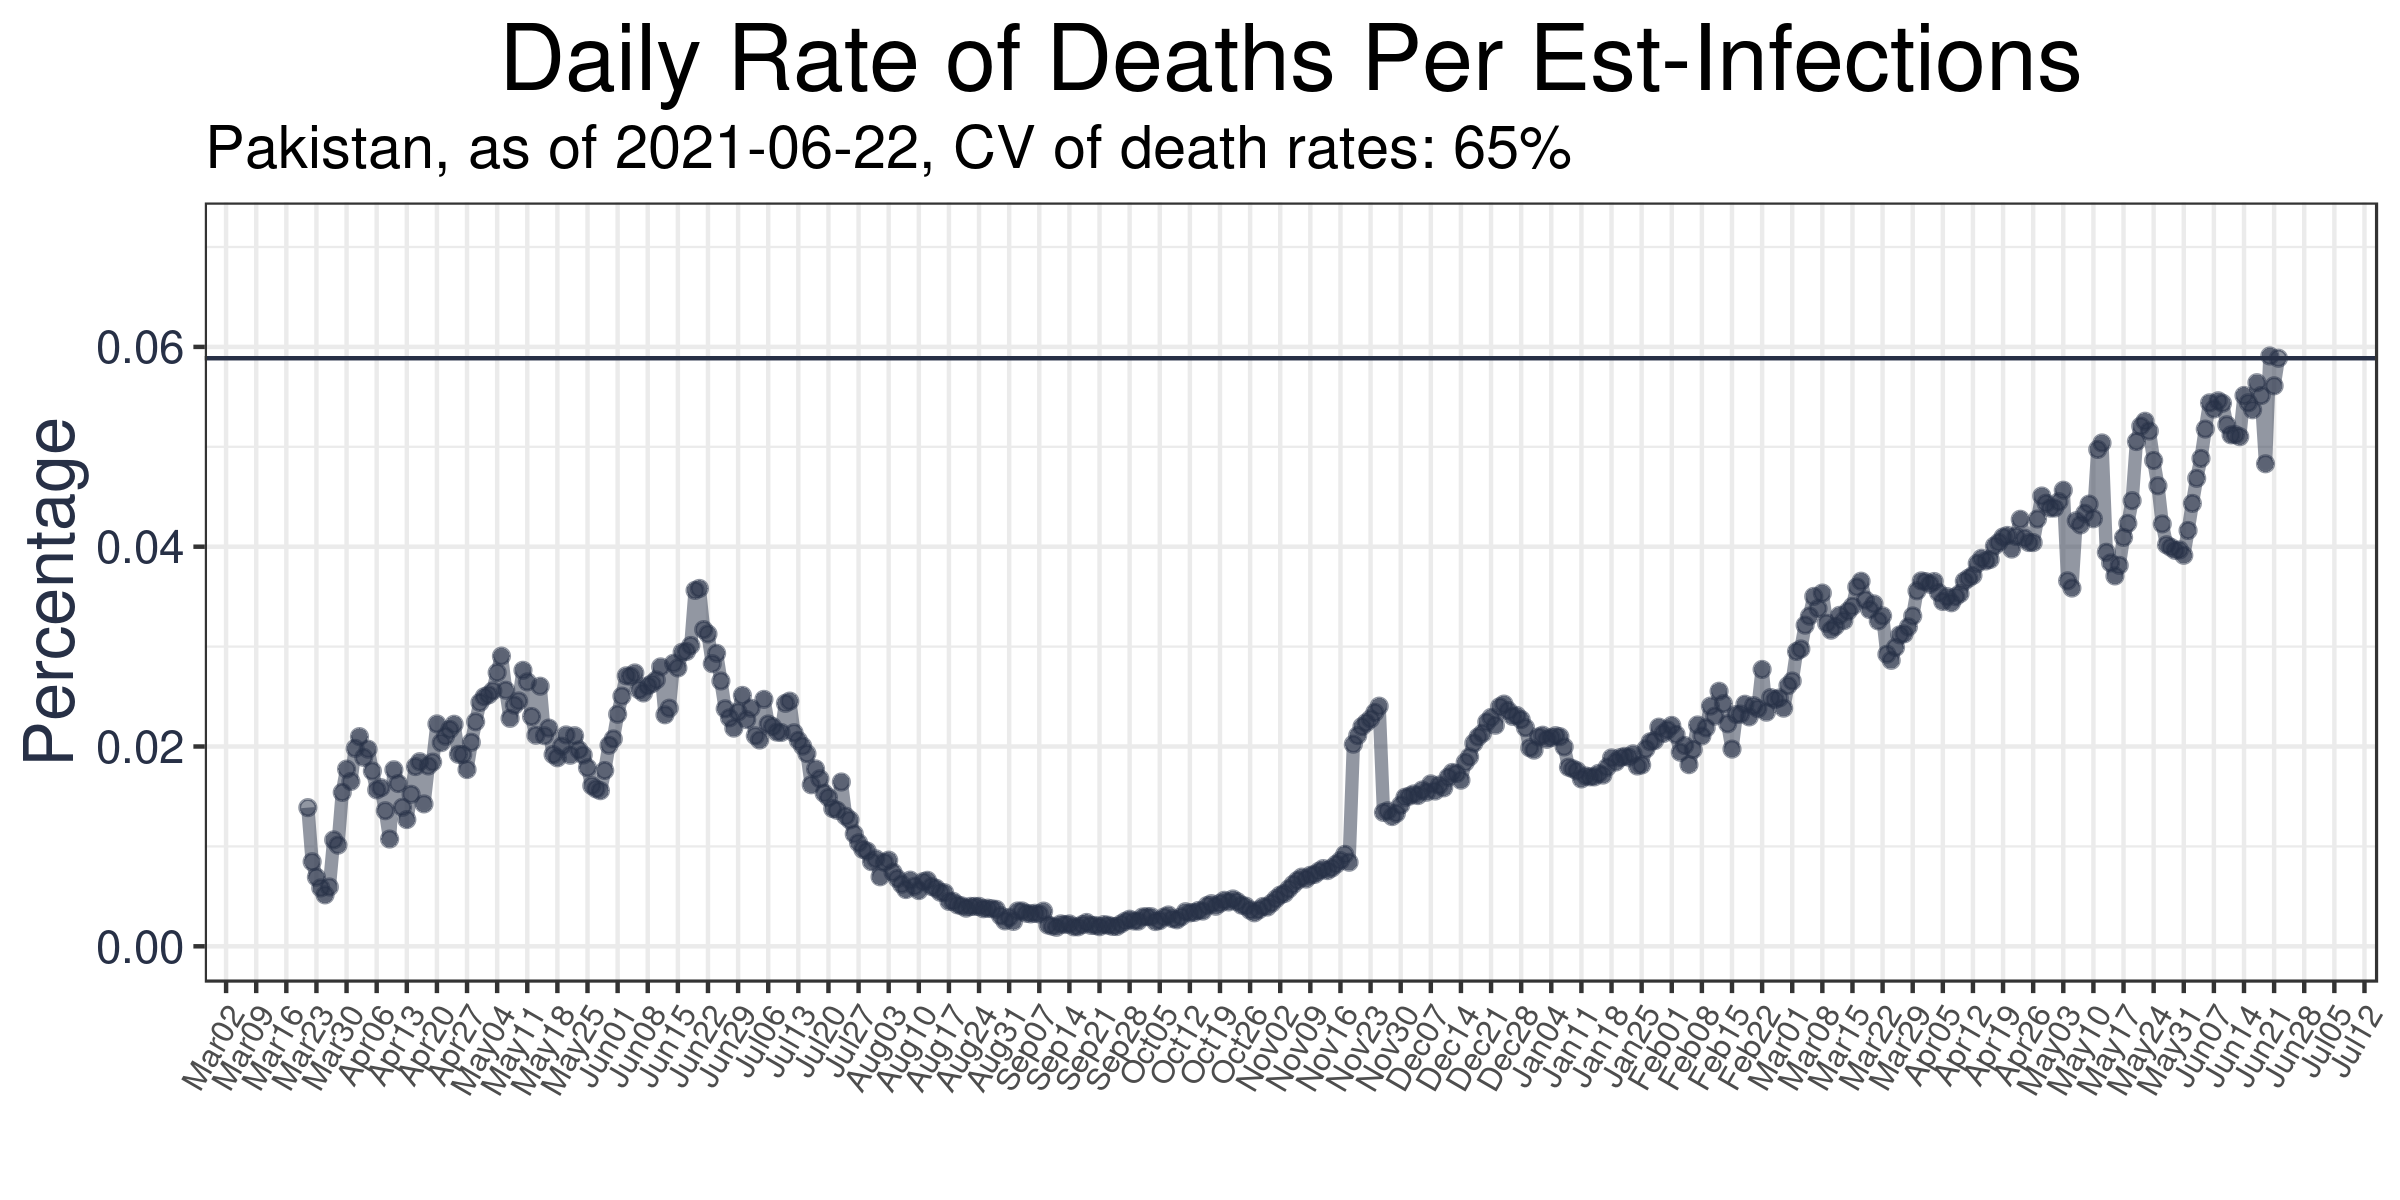 Daily Rate of Deaths Per Est-Infections
Pakistan, as of 2021-06-22, CV of death rates: 65%
Percentage
0.06
0.04
0.02
0.00
Mar02 Mar09 Mar16 Mar23 Mar30 Apr06 Apr13 Apr20 Apr27 May04 May11 May18 May25 Jun01 Jun08 Jun15 Jun22 Jun29 Jul06 Jul13 Jul20 Jul27 Aug03 Aug10 Aug17 Aug24 Aug31 Sep07 Sep14 Sep21 Sep28 Oct05 Oct12 Oct19 Oct26 Nov02 Nov09 Nov16 Nov23 Nov30 Dec07 Dec14 Dec21 Dec28 Jan04 Jan11 Jan18 Jan25 Feb01 Feb08 Feb15 Feb22 Mar01 Mar08 Mar15 Mar22 Mar29 Apr05 Apr12 Apr19 Apr26 May03 May10 May17 May24 May31 Jun07 Jun14 Jun21 Jun28 Jul05 Jul12